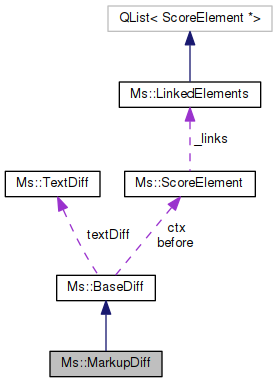 QList< ScoreElement *>
Ms::LinkedElements
_links
Ms::TextDiff
Ms::ScoreElement
textDiff
ctx
before
Ms::BaseDiff
Ms::MarkupDiff